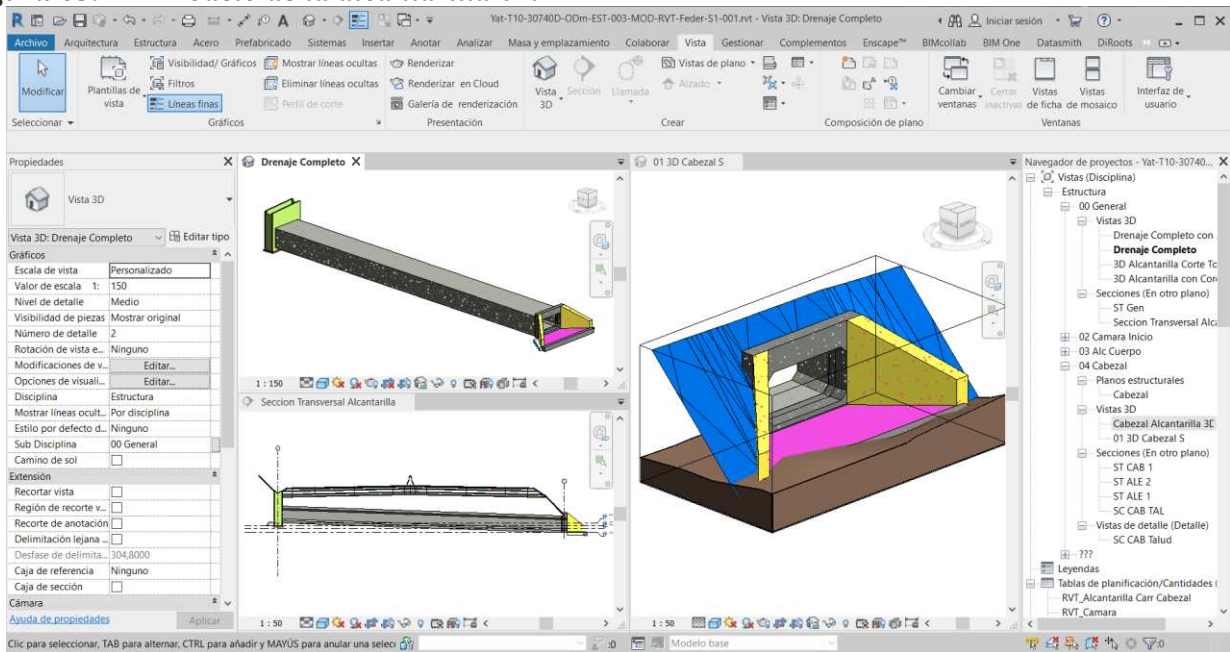 Yat-T10-30740D-ODm-EST-003-MOD-RVT-Feder-S1-001.rvt - Vista 3D: Drenaje Completo
Iniciar sesión
Archivo Arquitectura Estructura Acero Prefabricado Sistemas Insertar Anotar Analizar Masa y emplazamiento Colaborar Vista Gestionar Complementos Enscape™ BIMcollab BIM One Datasmith DiRoots
Modificar
Plantillas de vista
Visibilidad/ Gráficos
Filtros
Líneas finas
Mostrar líneas ocultas
Eliminar líneas ocultas
Perfil de corte
Renderizar
Renderizar en Cloud
Galería de renderización
Vista 3D
Sección
Llamada
Vistas de plano
Alzado
Cambiar ventanas
Cerrar inactivas
Vistas de ficha
Vistas de mosaico
Interfaz de usuario
Seleccionar
Gráficos
Presentación
Crear
Composición de plano
Ventanas
Propiedades
Vista 3D
Vista 3D: Drenaje Completo
Editar tipo
Gráficos
Escala de vista Personalizado
Valor de escala 1: 150
Nivel de detalle Medio
Visibilidad de piezas Mostrar original
Número de detalle 2
Rotación de vista e... Ninguno
Modificaciones de v... Editar...
Opciones de visuali... Editar...
Disciplina Estructura
Mostrar líneas ocult... Por disciplina
Estilo por defecto d... Ninguno
Sub Disciplina 00 General
Camino de sol
Extensión
Recortar vista
Región de recorte v...
Recorte de anotación
Delimitación lejana ...
Desfase de delimita... 304,8000
Caja de referencia Ninguno
Caja de sección
Cámara
Ayuda de propiedades
Aplicar
Drenaje Completo
1 : 150
Seccion Transversal Alcantarilla
1 : 50
01 3D Cabezal S
1 : 50
Navegador de proyectos - Yat-T10-30740...
Vistas (Disciplina)
Estructura
00 General
Vistas 3D
Drenaje Completo con
Drenaje Completo
3D Alcantarilla Corte Tc
3D Alcantarilla con Con
Secciones (En otro plano)
ST Gen
Seccion Transversal Alca
02 Camara Inicio
03 Alc Cuerpo
04 Cabezal
Planos estructurales
Cabezal
Vistas 3D
Cabezal Alcantarilla 3D
01 3D Cabezal S
Secciones (En otro plano)
ST CAB 1
ST ALE 2
ST ALE 1
SC CAB TAL
Vistas de detalle (Detalle)
SC CAB Talud
???
Leyendas
Tablas de planificación/Cantidades (
RVT_Alcantarilla Carr Cabezal
RVT_Camara
Clic para seleccionar, TAB para alternar, CTRL para añadir y MAYÚS para anular una selec
:0
Modelo base
:0